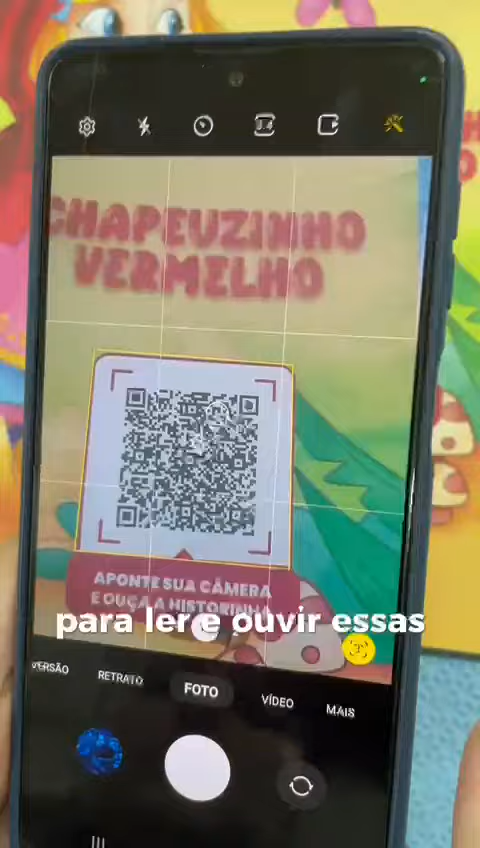 CHAPEUZINHO
VERMELHO
APONTE SUA CÂMERA
E OUÇA A HISTORINHA
para ler e ouvir essas
VERSÃO
RETRATO
FOTO
VÍDEO
MAIS